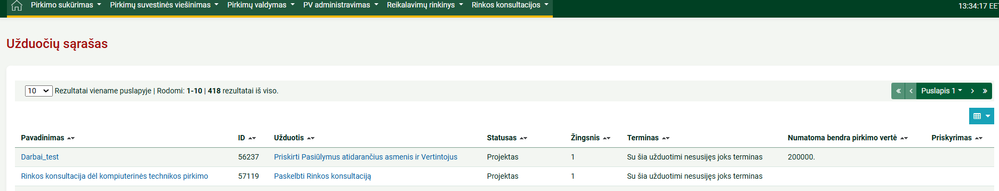 Pirkimo sukūrimas Pirkimų suvestinės viešinimas Pirkimų valdymas PV administravimas Reikalavimų rinkinys Rinkos konsultacijos 13:34:17 EET
Užduočių sąrašas
10 Rezultatai viename puslapyje | Rodomi: 1-10 | 418 rezultatai iš viso. « ‹ Puslapis 1 › »
Pavadinimas ID Užduotis Statusas Žingsnis Terminas Numatoma bendra pirkimo vertė Priskyrimas
Darbai_test 56237 Priskirti Pasiūlymus atidarančius asmenis ir Vertintojus Projektas 1 Su šia užduotimi nesusijęs joks terminas 200000.
Rinkos konsultacija dėl kompiuterinės technikos pirkimo 57119 Paskelbti Rinkos konsultaciją Projektas 1 Su šia užduotimi nesusijęs joks terminas